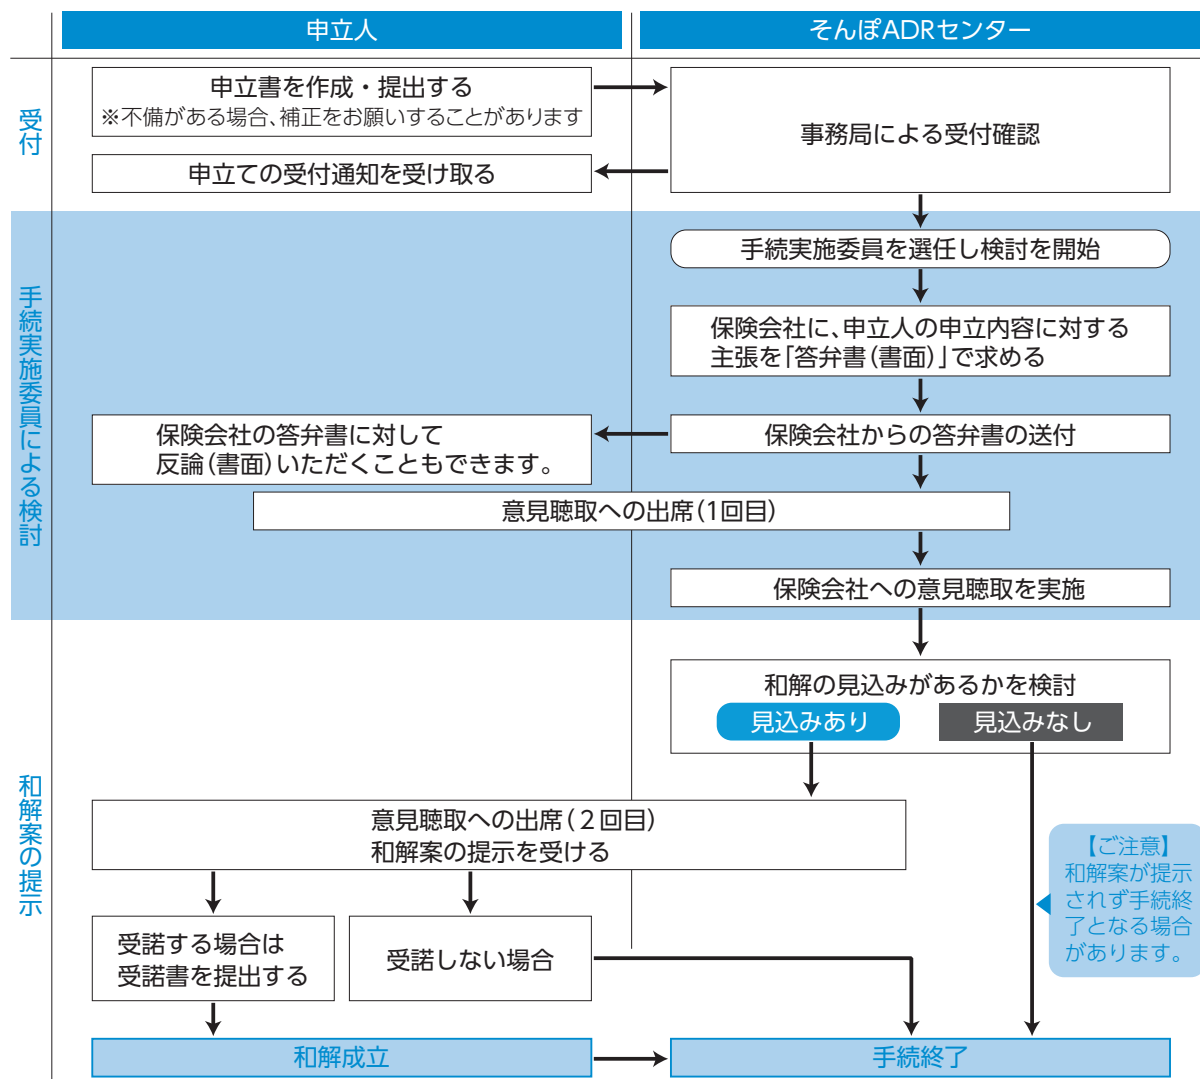 申立人
そんぽADRセンター
受付
申立書を作成・提出する
※不備がある場合、補正をお願いすることがあります
事務局による受付確認
申立ての受付通知を受け取る
手続実施委員による検討
手続実施委員を選任し検討を開始
保険会社に、申立人の申立内容に対する
主張を｢答弁書(書面)｣で求める
保険会社からの答弁書の送付
保険会社の答弁書に対して
反論(書面)いただくこともできます。
意見聴取への出席(1回目)
保険会社への意見聴取を実施
和解案の提示
和解の見込みがあるかを検討
見込みあり
見込みなし
意見聴取への出席(２回目)
和解案の提示を受ける
【ご注意】
和解案が提示
されず手続終
了となる場合
があります。
受諾する場合は
受諾書を提出する
受諾しない場合
和解成立
手続終了